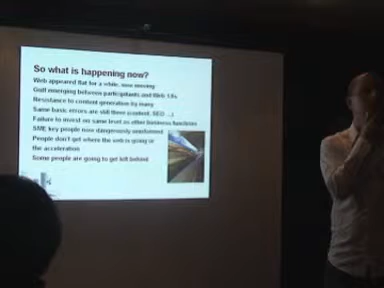 So what is happening now?
Web appeared flat for a while, now moving
Gulf emerging between participants and Web 1.0s
Resistance to content generation by many
Same basic errors are still there (content, SEO ...)
Failure to invest on same level as other business functions
SME key people now dangerously uninformed
People don't get where the web is going or
the acceleration
Some people are going to get left behind